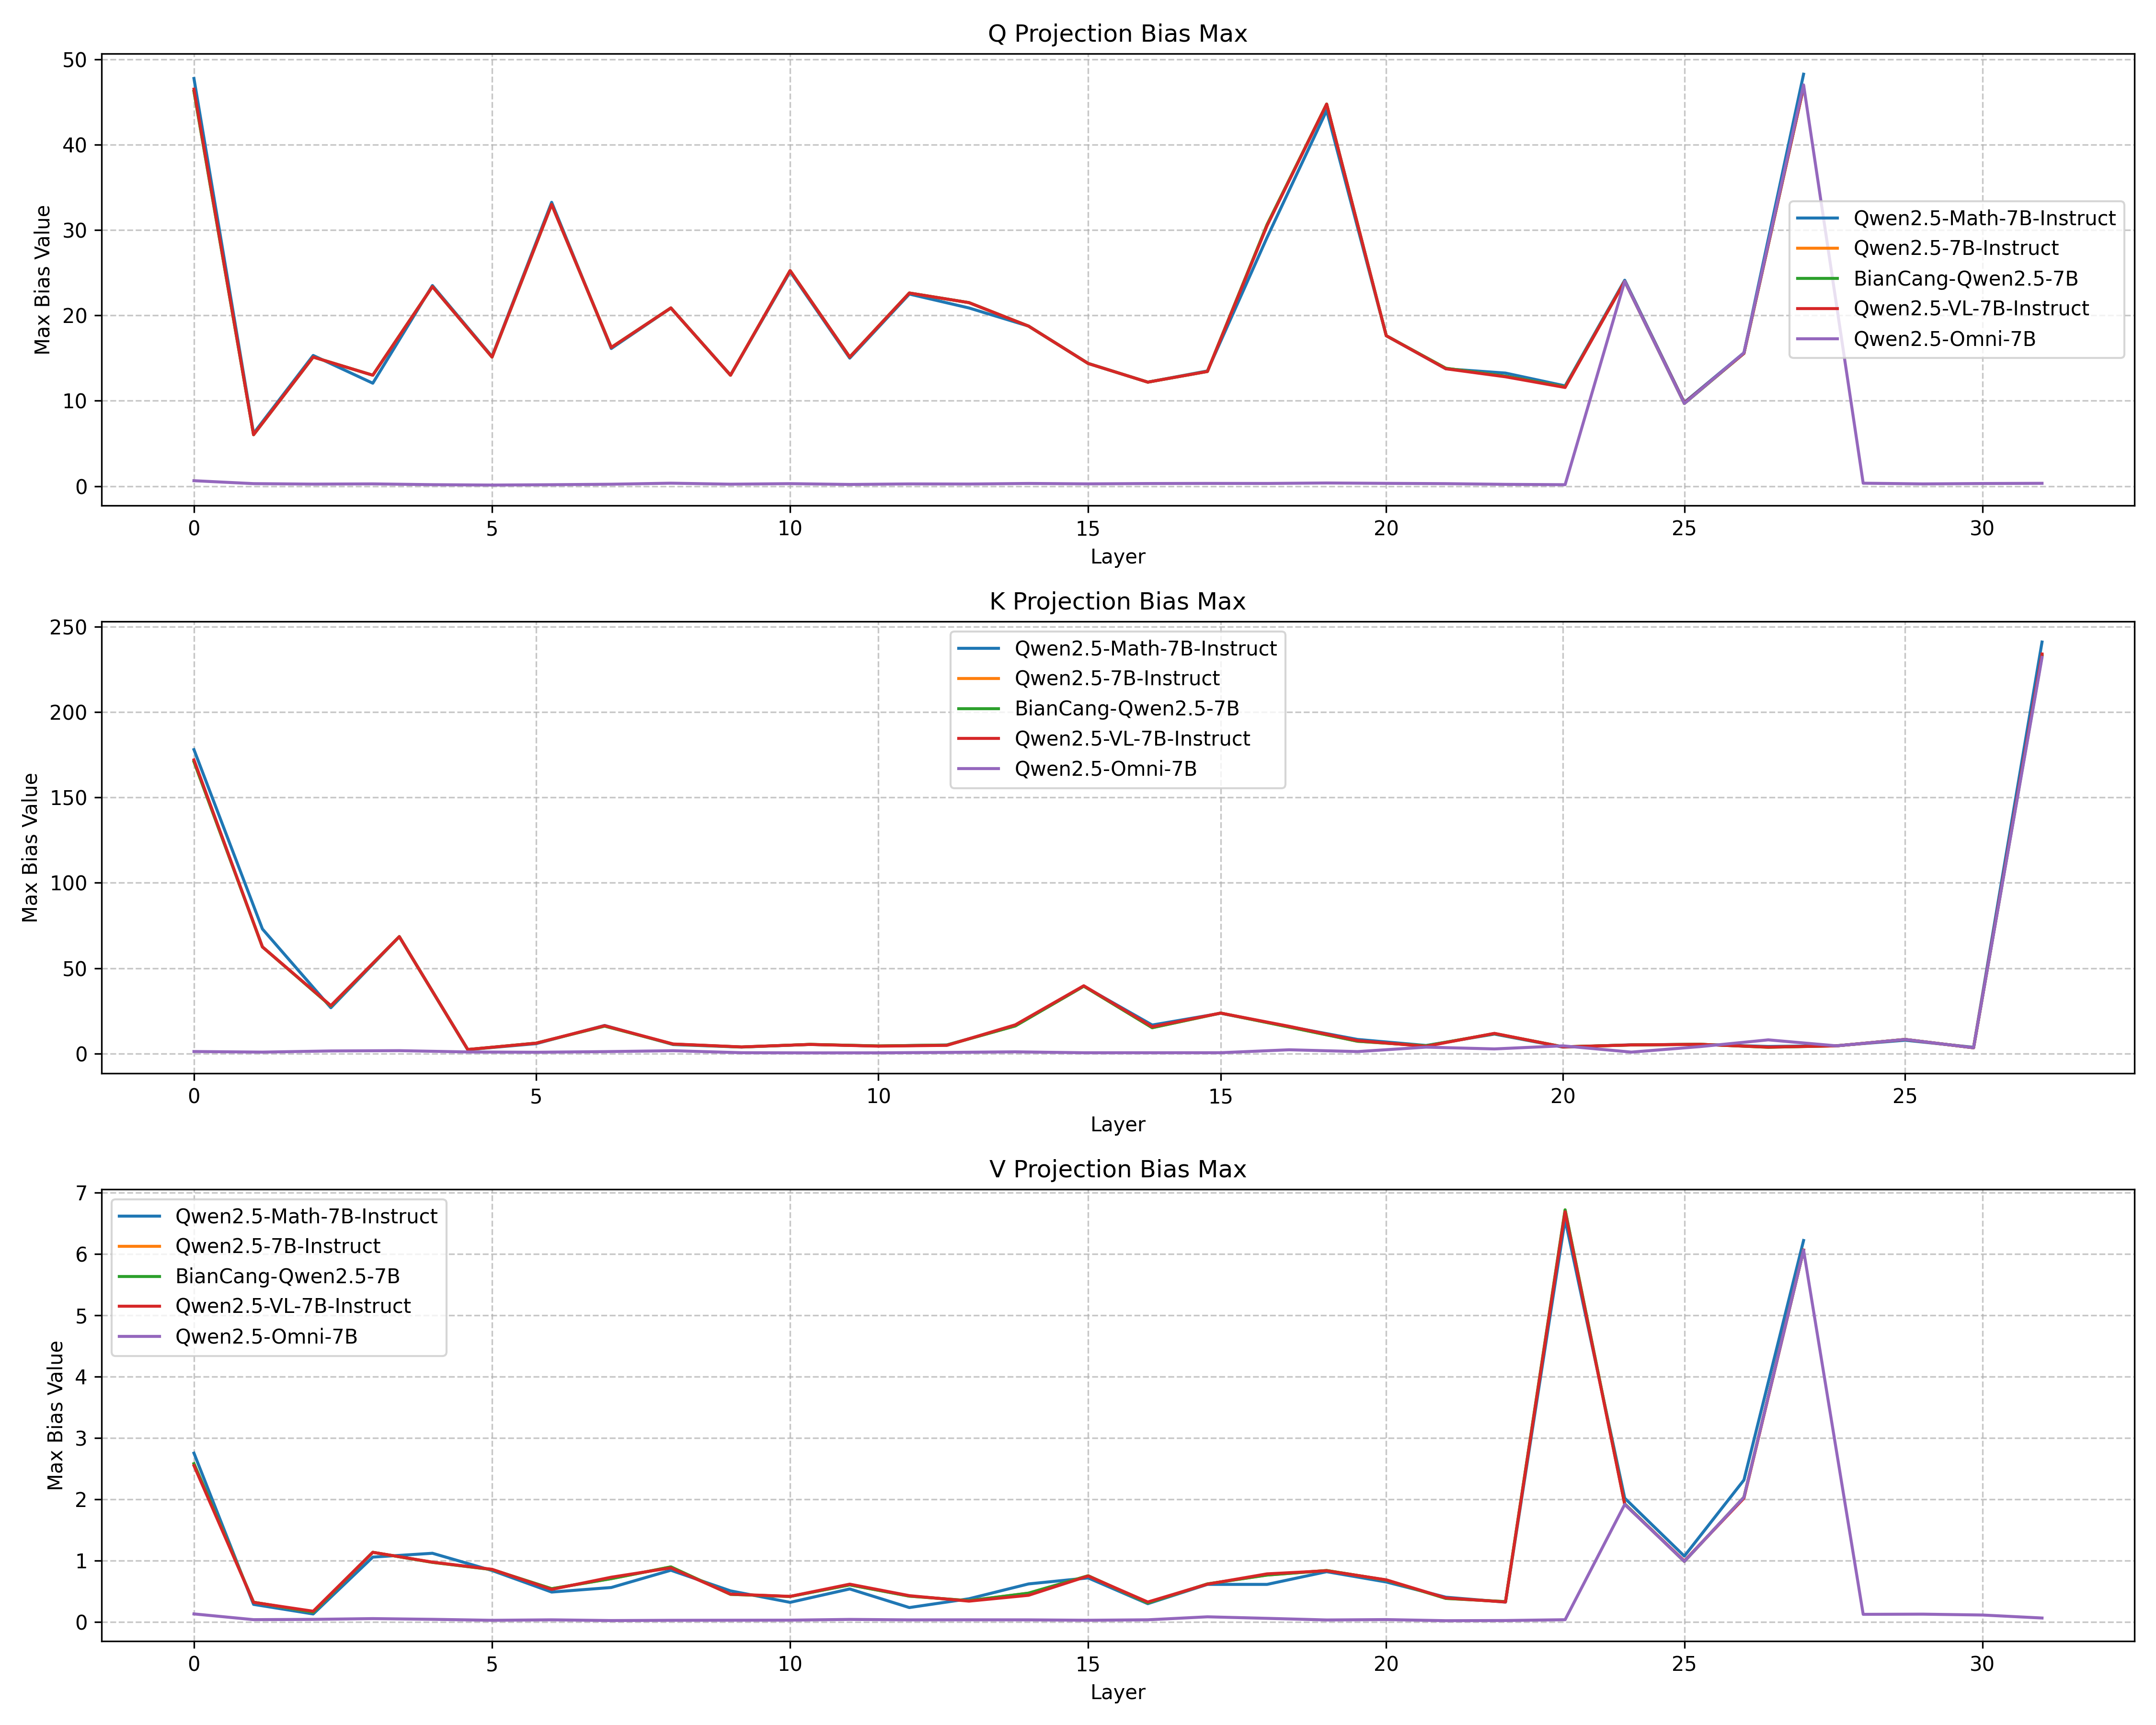 Q Projection Bias Max
50
40
30
20
10
0
Max Bias Value
Qwen2.5-Math-7B-Instruct
Qwen2.5-7B-Instruct
BianCang-Qwen2.5-7B
Qwen2.5-VL-7B-Instruct
Qwen2.5-Omni-7B
0 5 10 15 20 25 30
Layer
K Projection Bias Max
250
200
150
100
50
0
Max Bias Value
Qwen2.5-Math-7B-Instruct
Qwen2.5-7B-Instruct
BianCang-Qwen2.5-7B
Qwen2.5-VL-7B-Instruct
Qwen2.5-Omni-7B
0 5 10 15 20 25
Layer
V Projection Bias Max
7
6
5
4
3
2
1
0
Max Bias Value
Qwen2.5-Math-7B-Instruct
Qwen2.5-7B-Instruct
BianCang-Qwen2.5-7B
Qwen2.5-VL-7B-Instruct
Qwen2.5-Omni-7B
0 5 10 15 20 25 30
Layer